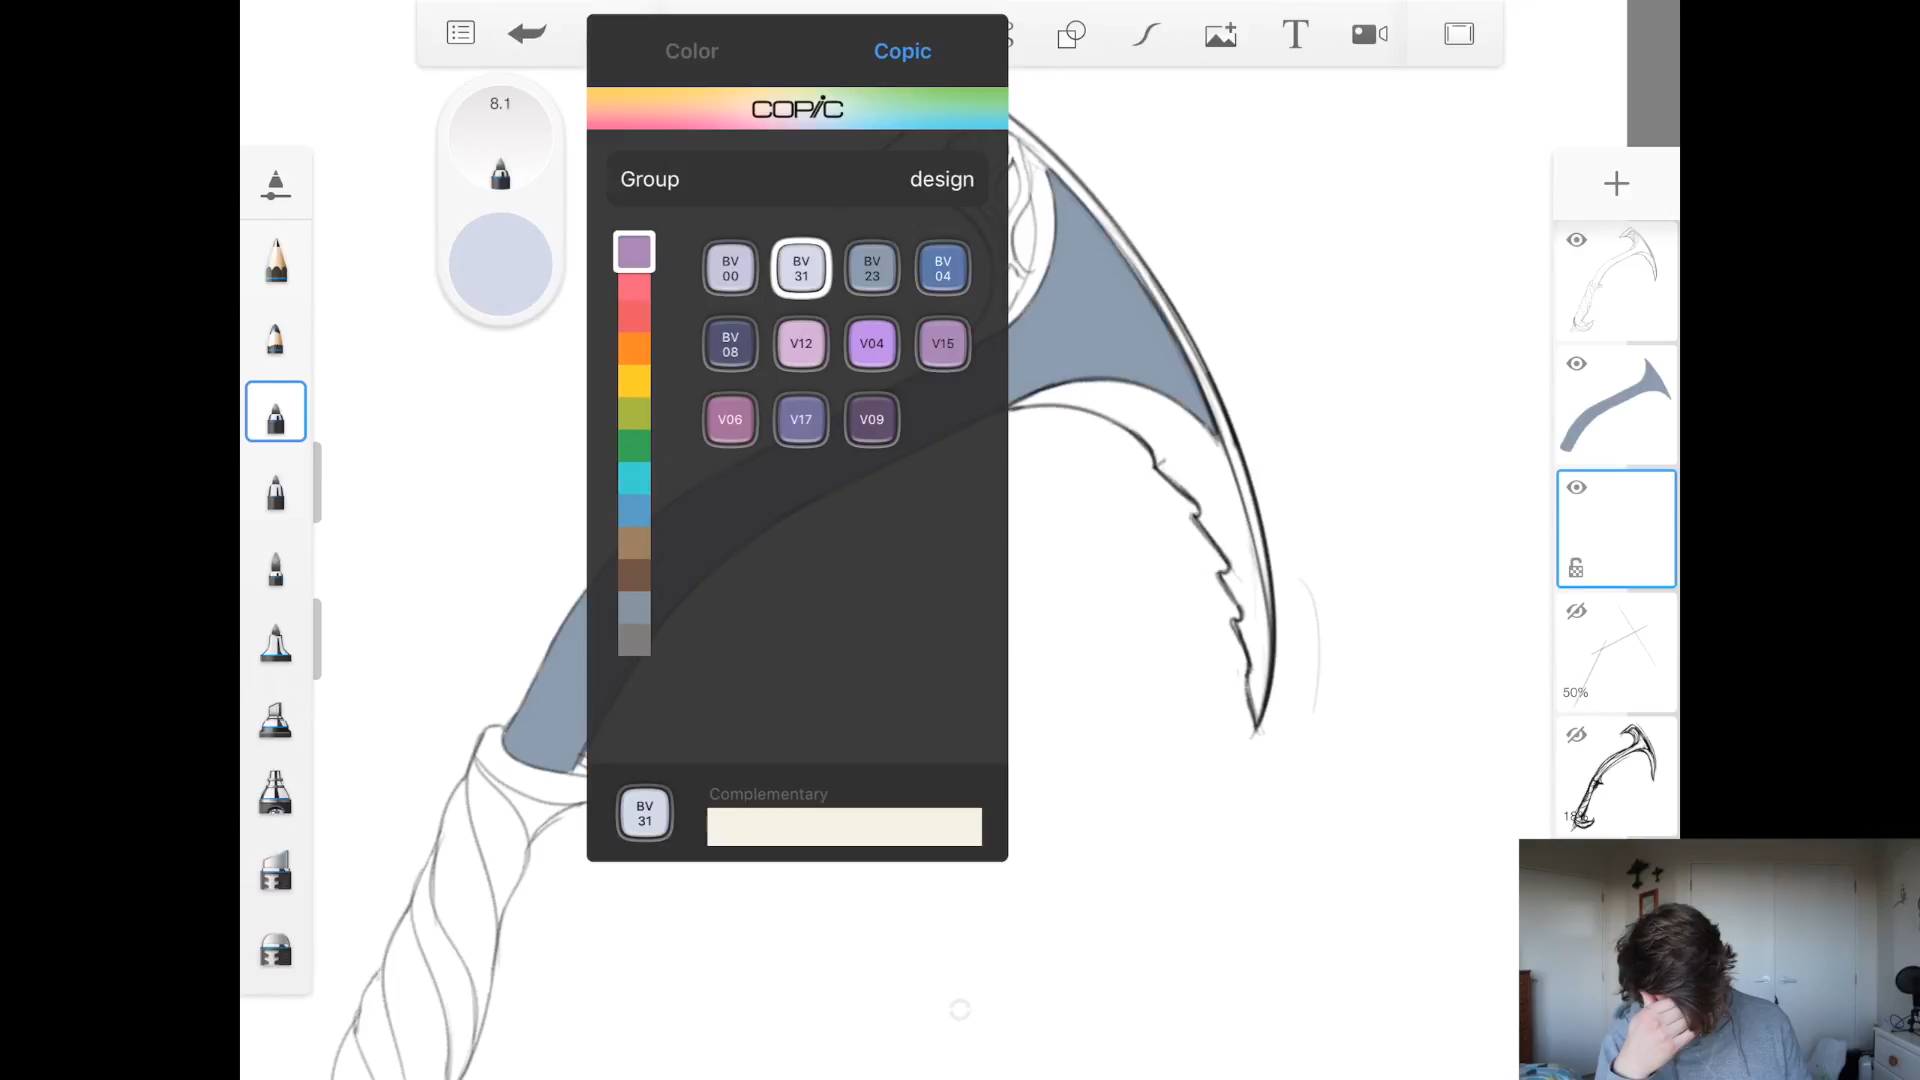 Color Copic
T
8.1
COPIC
Group design
BV 00
BV 31
BV 23
BV 04
BV 08
V12
V04
V15
V06
V17
V09
50%
BV 31
Complementary